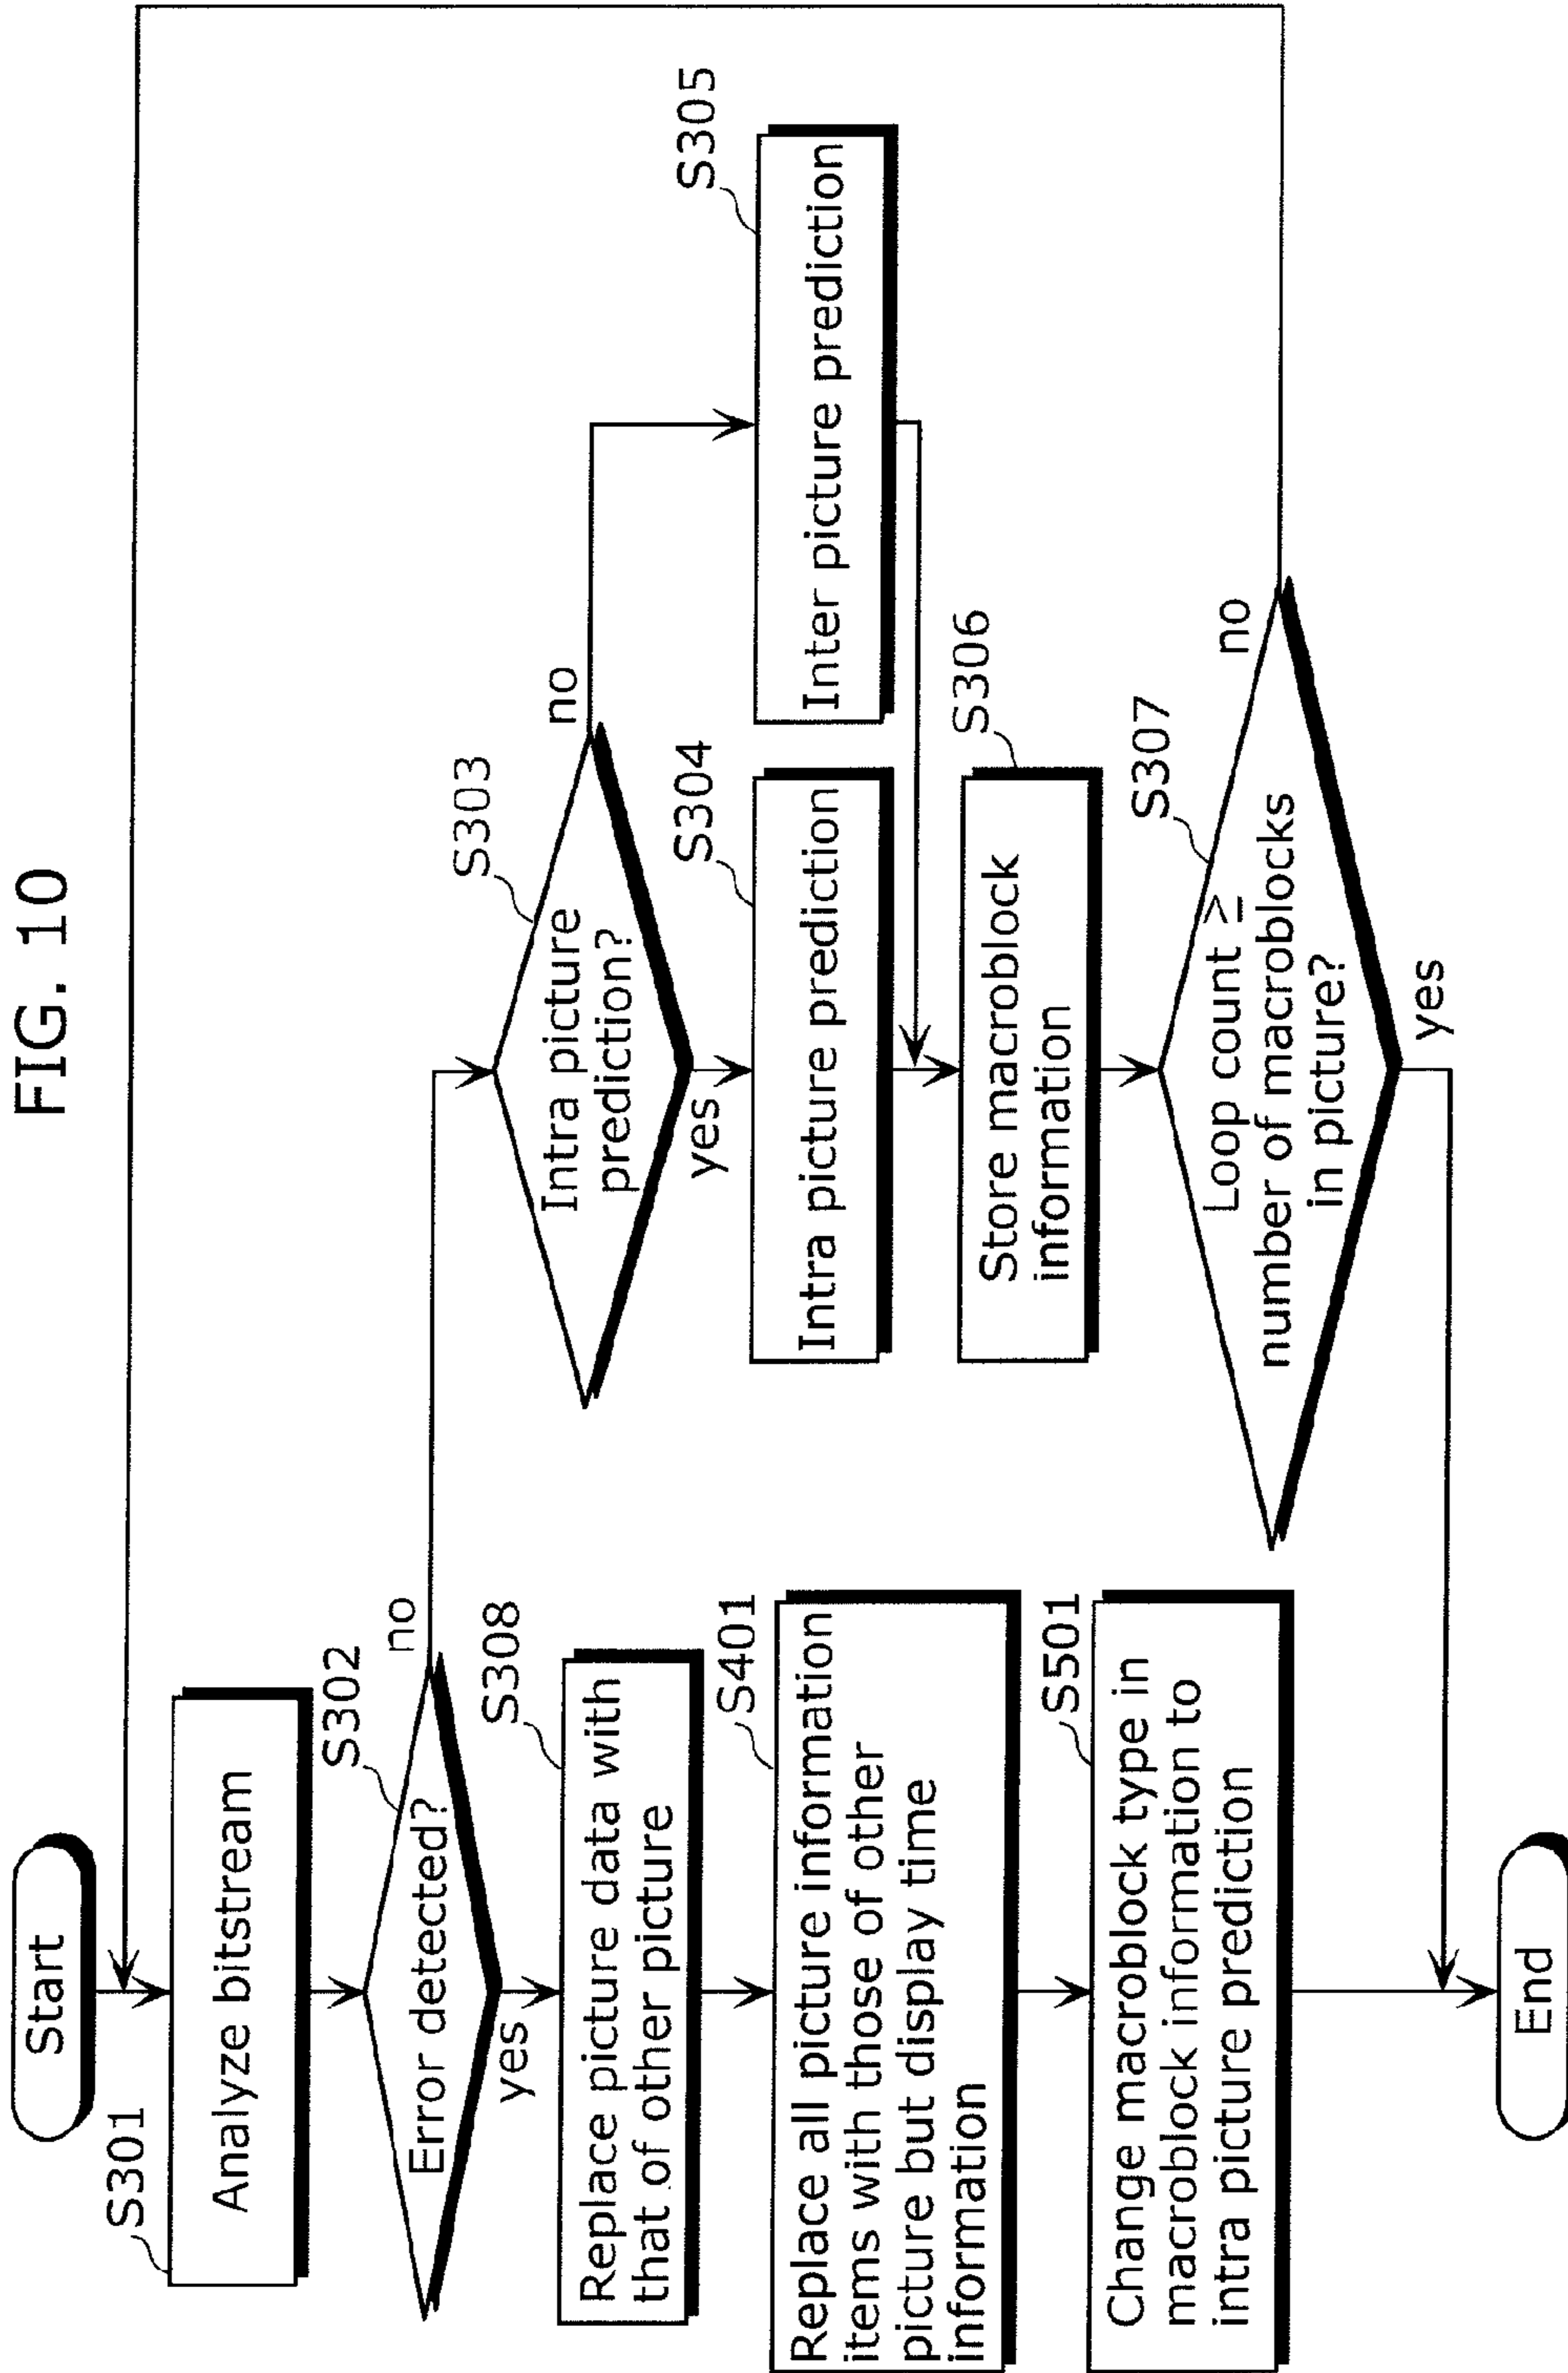 FIG. 10
Start
S301
Analyze bitstream
S302
Error detected?
no
yes
S308
Replace picture data with
that of other picture
S401
Replace all picture information
items with those of other
picture but display time
information
S501
Change macroblock type in
macroblock information to
intra picture prediction
S303
Intra picture
prediction?
no
yes
S304
Intra picture prediction
S305
Inter picture prediction
S306
Store macroblock
information
S307
Loop count ≥
number of macroblocks
in picture?
no
yes
End